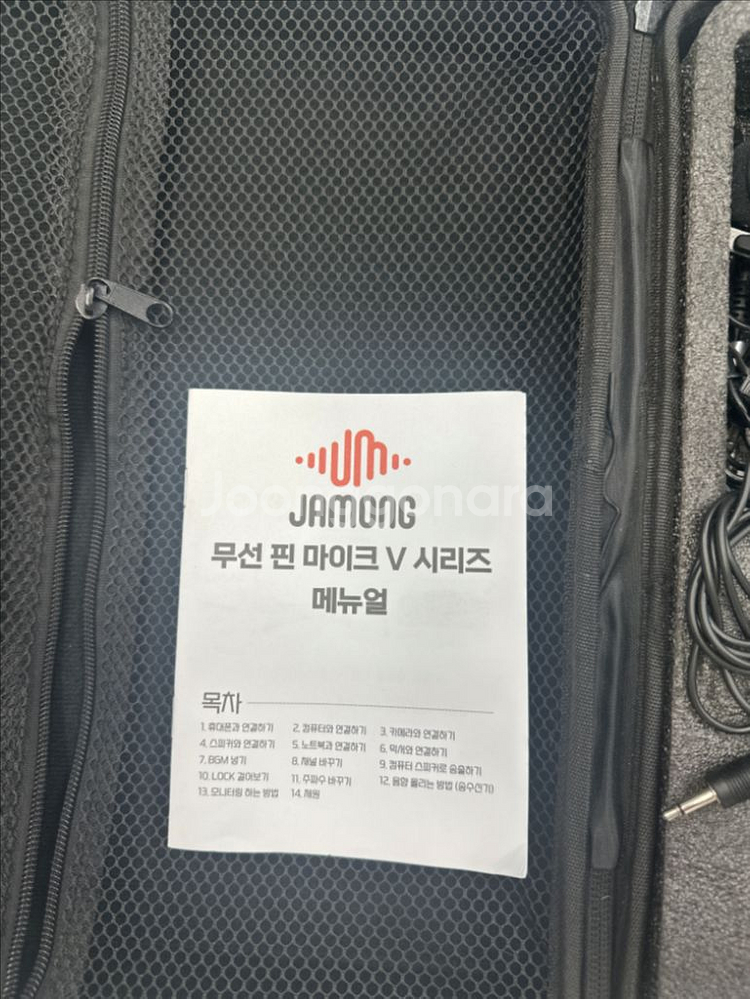 JAMONG
무선 핀 마이크 V 시리즈
메뉴얼
목차
1. 휴대폰과 연결하기 2. 컴퓨터와 연결하기 3. 카메라와 연결하기
4. 스피커와 연결하기 5. 노트북과 연결하기 6. 믹서와 연결하기
7. BGM 넣기 8. 채널 바꾸기 9. 컴퓨터 스피커로 송출하기
10. LOCK 걸어보기 11. 주파수 바꾸기 12. 음향 올리는 방법 (송수신기)
13. 모니터링 하는 방법 14. 제원
Joongonara